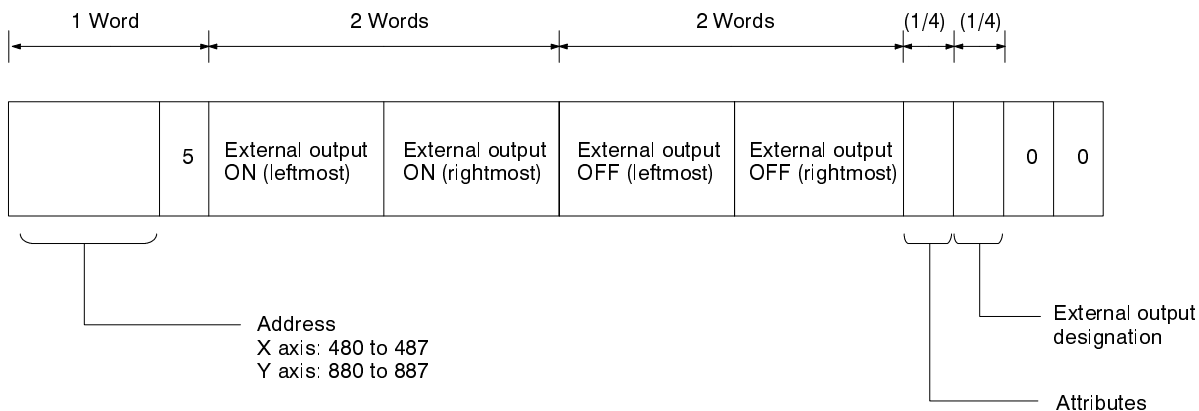 1 Word
2 Words
2 Words
(1/4)
(1/4)
5
External output
ON (leftmost)
External output
ON (rightmost)
External output
OFF (leftmost)
External output
OFF (rightmost)
0
0
Address
X axis: 480 to 487
Y axis: 880 to 887
External output
designation
Attributes